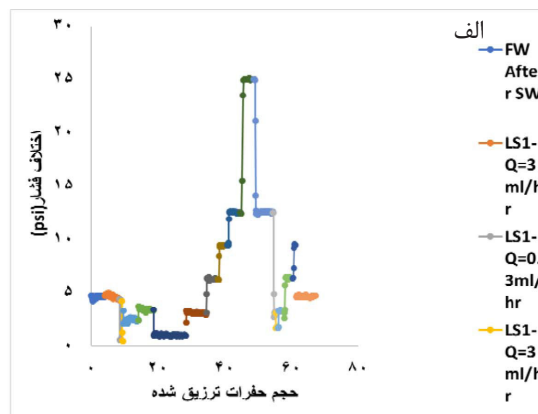 الف
FW
Afte
r SW
LS1-
Q=3
ml/h
r
LS1-
Q=0.
3ml/
hr
LS1-
Q=3
ml/h
r
۳۰
۲۵
۲۰
۱۵
۱۰
۵
۰
اختلاف فشار(psi)
۰ ۲۰ ۴۰ ۶۰ ۸۰
حجم حفرات ترزیق شده